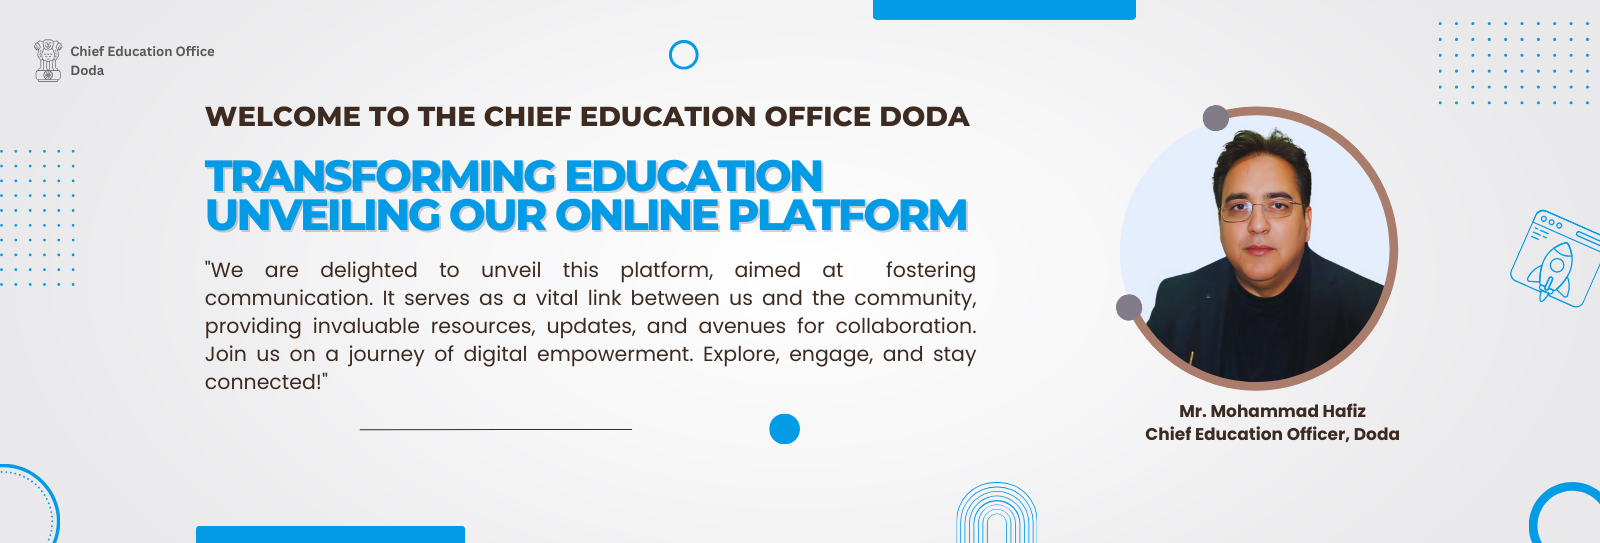 Chief Education Office
Doda
WELCOME TO THE CHIEF EDUCATION OFFICE DODA
TRANSFORMING EDUCATION
UNVEILING OUR ONLINE PLATFORM
"We are delighted to unveil this platform, aimed at fostering
communication. It serves as a vital link between us and the community,
providing invaluable resources, updates, and avenues for collaboration.
Join us on a journey of digital empowerment. Explore, engage, and stay
connected!"
Mr. Mohammad Hafiz
Chief Education Officer, Doda